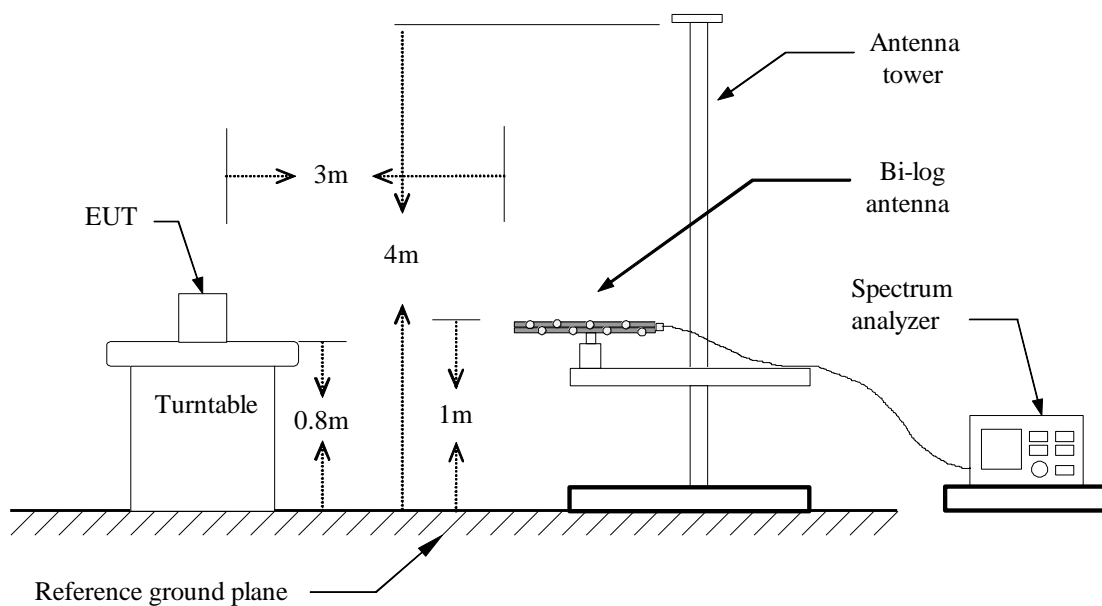 Antenna
tower
3m
Bi-log
antenna
EUT
4m
Spectrum
analyzer
Turntable
0.8m
1m
Reference ground plane